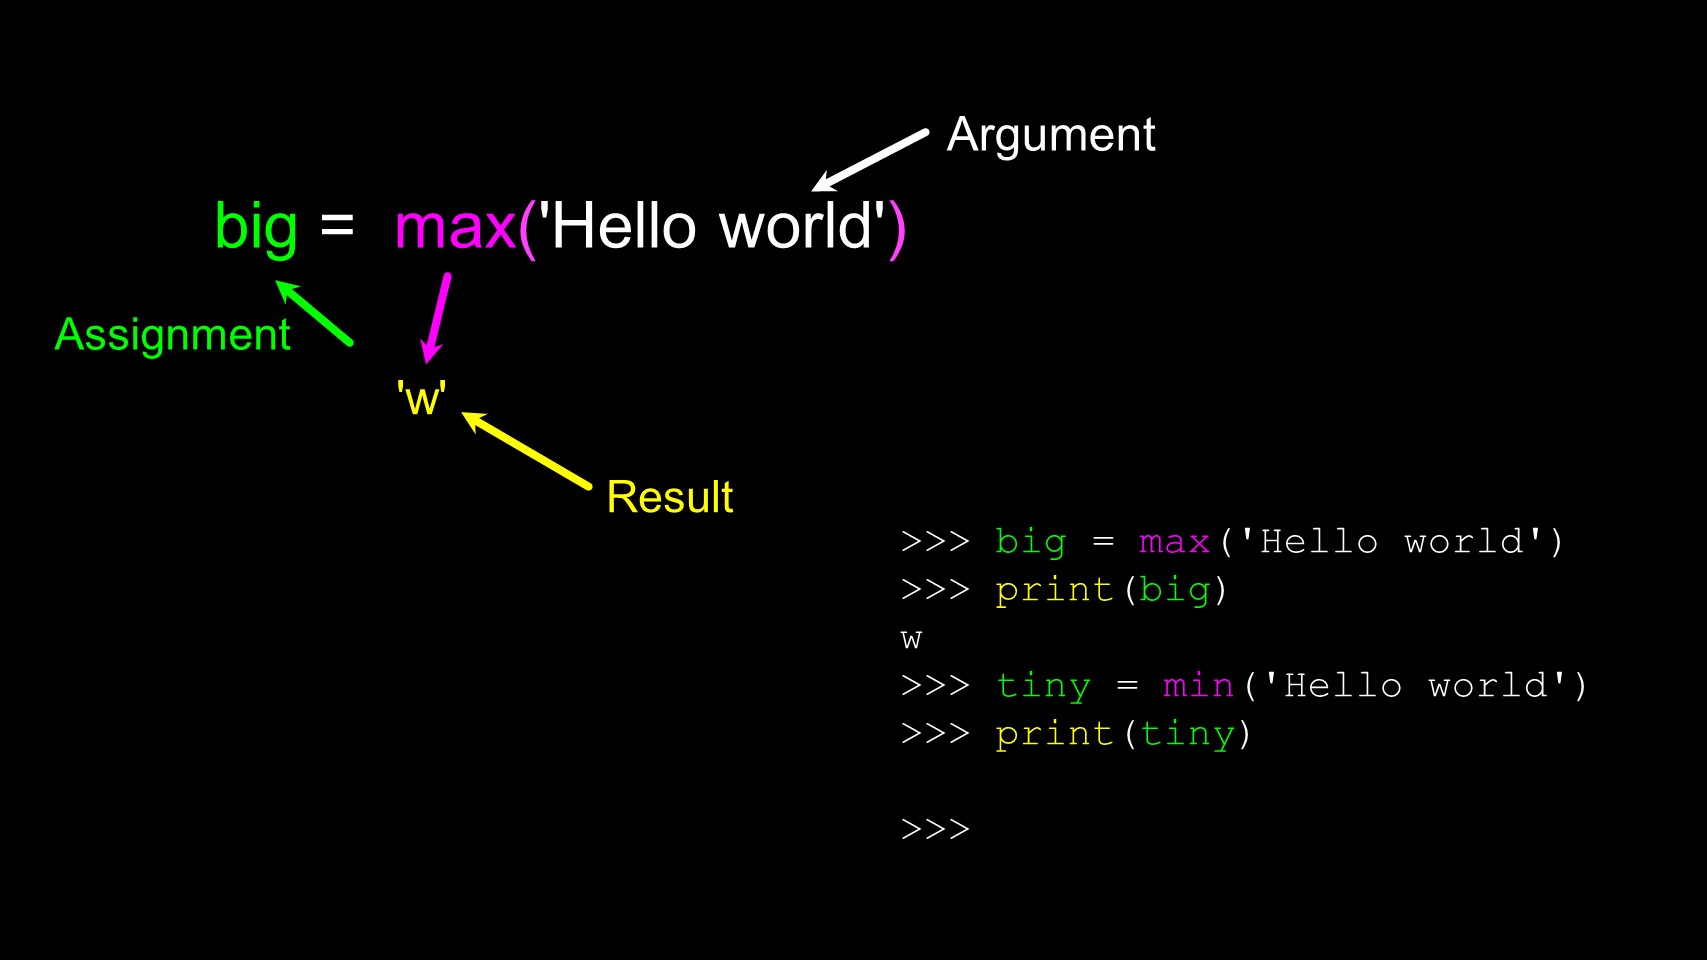 Argument
big = max('Hello world')
Assignment
'w'
Result
>>> big = max('Hello world')
>>> print(big)
w
>>> tiny = min('Hello world')
>>> print(tiny)

>>>